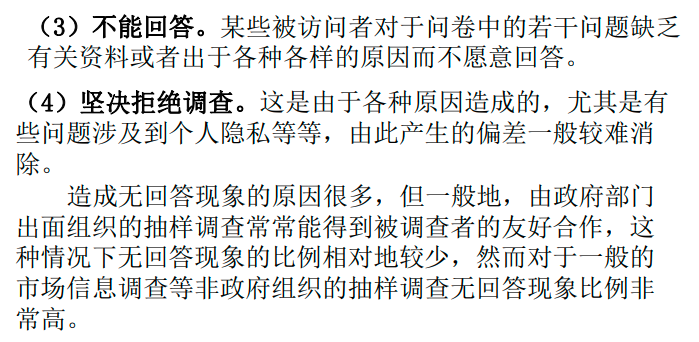 （3）不能回答。某些被访问者对于问卷中的若干问题缺乏
有关资料或者出于各种各样的原因而不愿意回答。
（4）坚决拒绝调查。这是由于各种原因造成的，尤其是有
些问题涉及到个人隐私等等，由此产生的偏差一般较难消
除。
造成无回答现象的原因很多，但一般地，由政府部门
出面组织的抽样调查常常能得到被调查者的友好合作，这
种情况下无回答现象的比例相对地较少，然而对于一般的
市场信息调查等非政府组织的抽样调查无回答现象比例非
常高。